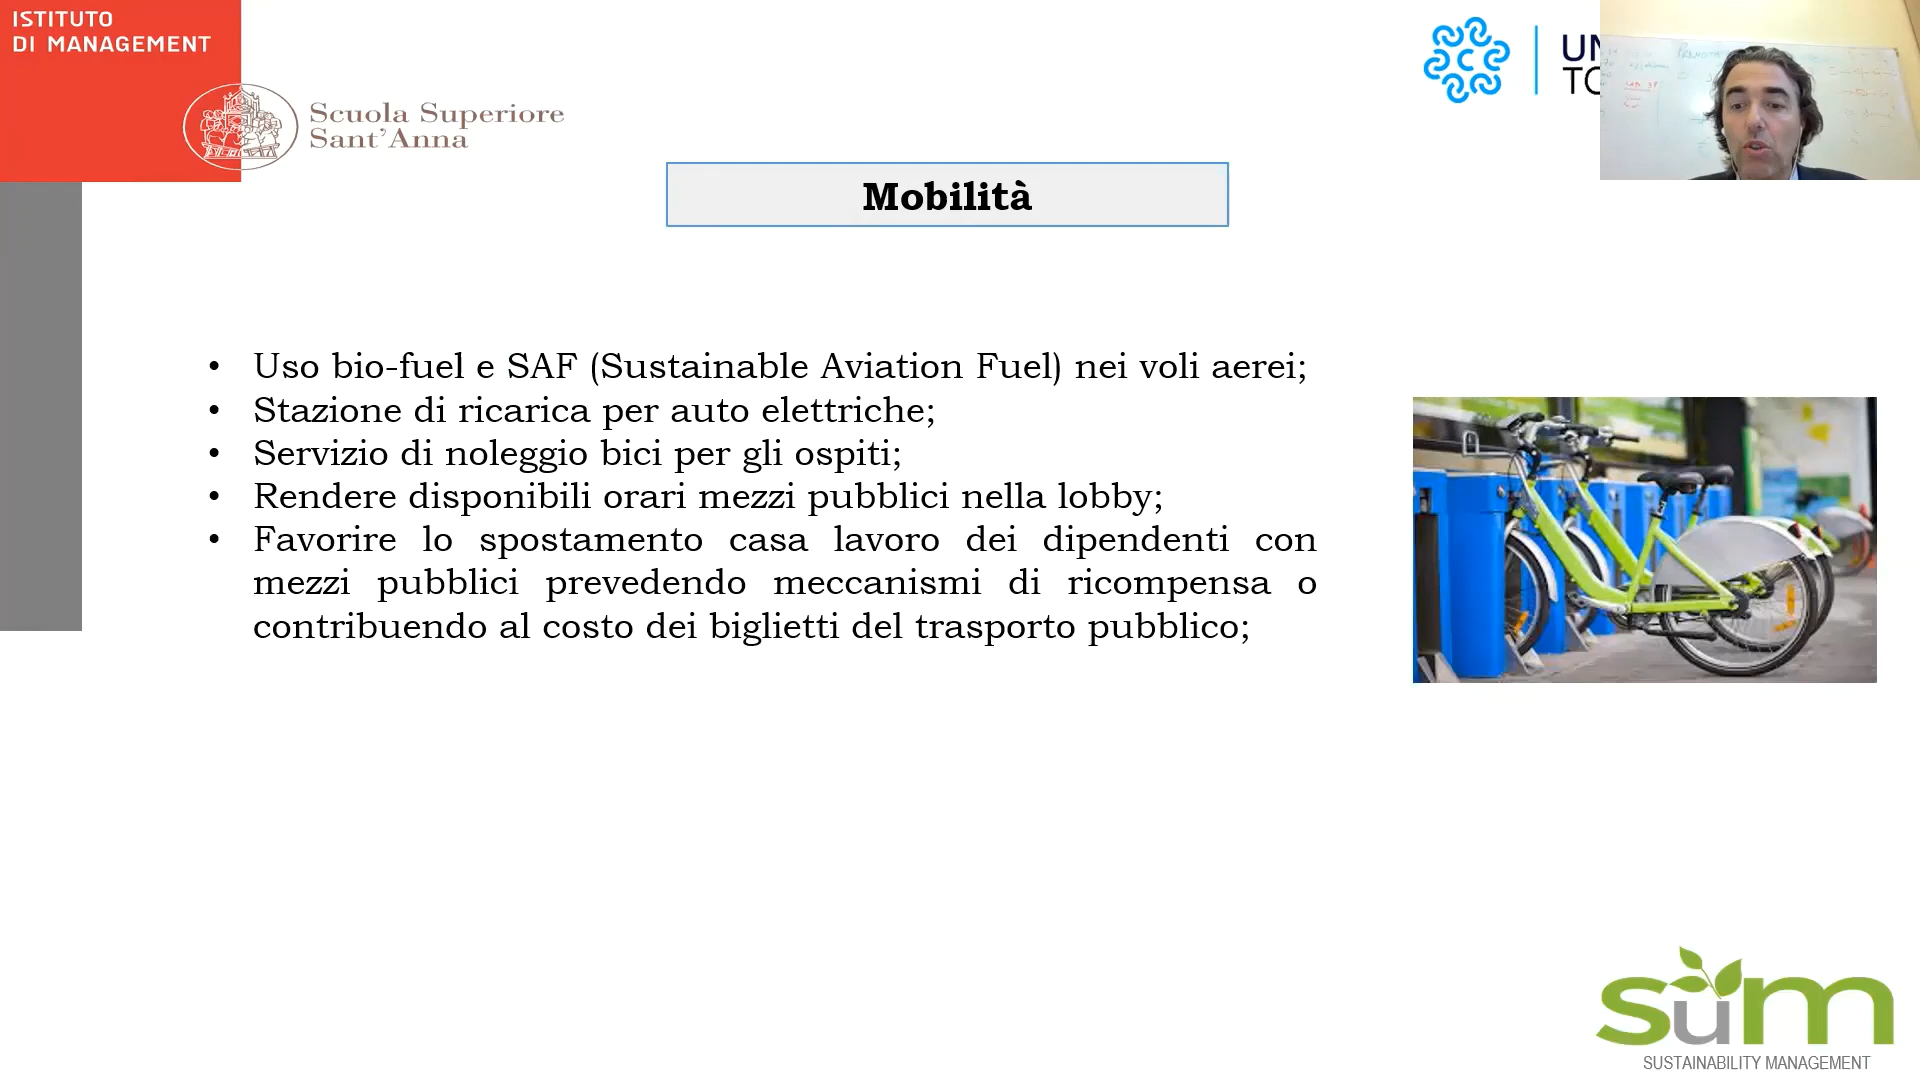 ISTITUTO
DI MANAGEMENT
Scuola Superiore
Sant'Anna
Mobilità
• Uso bio-fuel e SAF (Sustainable Aviation Fuel) nei voli aerei;
• Stazione di ricarica per auto elettriche;
• Servizio di noleggio bici per gli ospiti;
• Rendere disponibili orari mezzi pubblici nella lobby;
• Favorire lo spostamento casa lavoro dei dipendenti con
mezzi pubblici prevedendo meccanismi di ricompensa o
contribuendo al costo dei biglietti del trasporto pubblico;
sum
SUSTAINABILITY MANAGEMENT